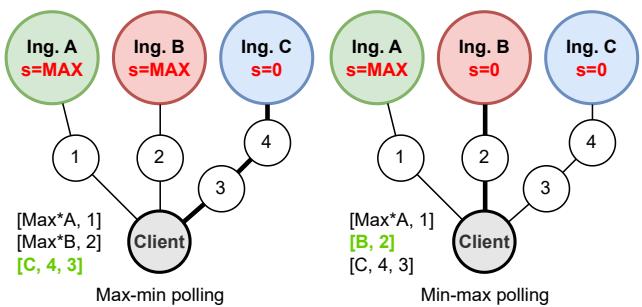 Ing. A
s=MAX
Ing. B
s=MAX
Ing. C
s=0
1
2
4
3
Client
[Max*A, 1]
[Max*B, 2]
[C, 4, 3]
Max-min polling
Ing. A
s=MAX
Ing. B
s=0
Ing. C
s=0
1
2
4
3
Client
[Max*A, 1]
[B, 2]
[C, 4, 3]
Min-max polling